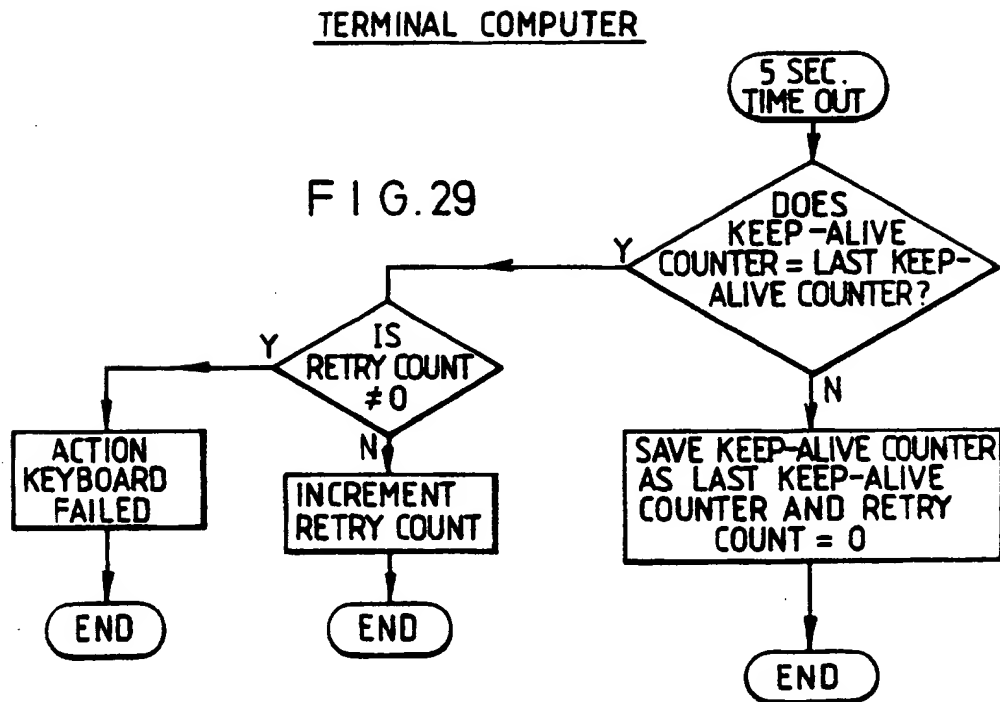 TERMINAL COMPUTER
5 SEC.
TIME OUT
FIG. 29
DOES
KEEP-ALIVE
COUNTER = LAST KEEP-
ALIVE COUNTER?
Y
N
IS
RETRY COUNT
≠ 0
Y
N
ACTION
KEYBOARD
FAILED
INCREMENT
RETRY COUNT
SAVE KEEP-ALIVE COUNTER
AS LAST KEEP-ALIVE
COUNTER AND RETRY
COUNT = 0
END
END
END